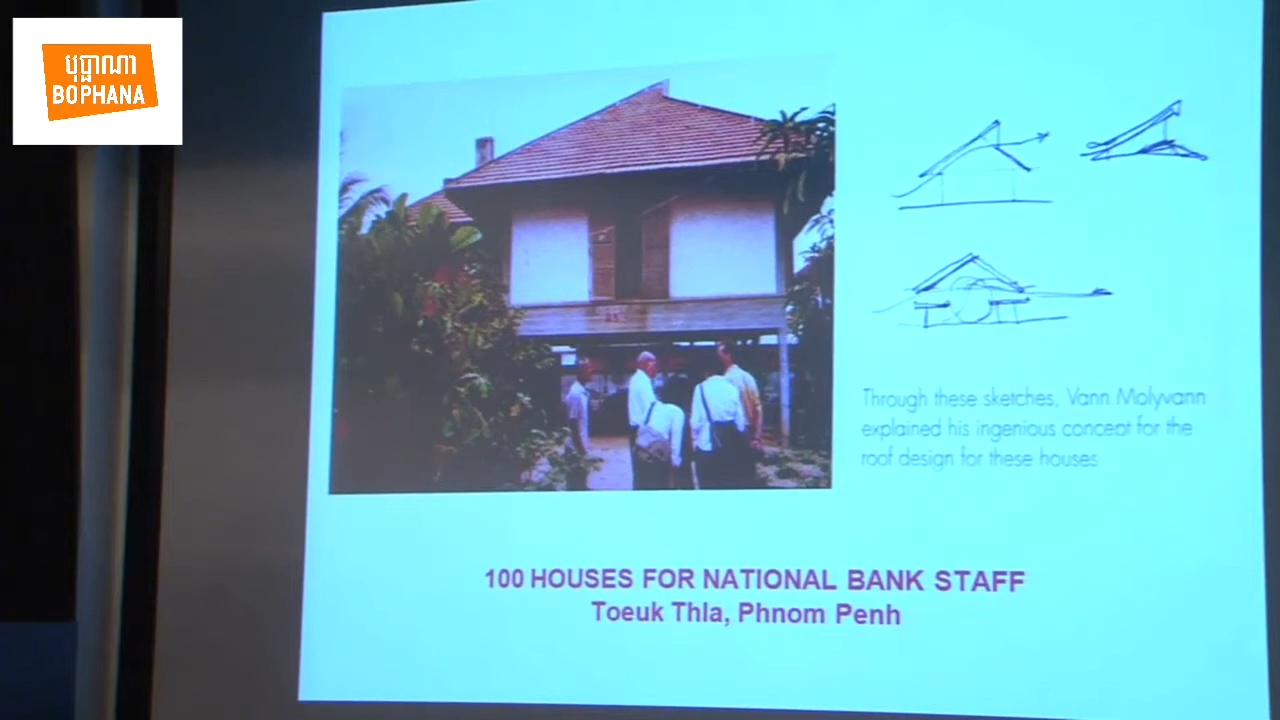 បុប្ផាណា
BOPHANA
Through these sketches, Vann Molyvann
explained his ingenious concept for the
roof design for these houses
100 HOUSES FOR NATIONAL BANK STAFF
Toeuk Thla, Phnom Penh